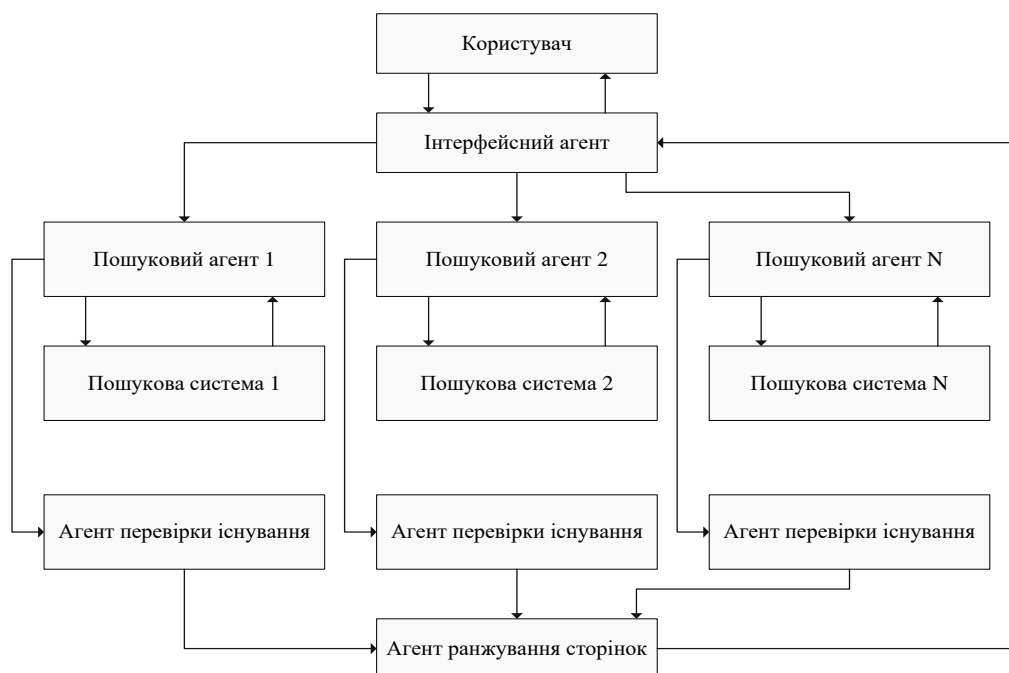 Користувач
Інтерфейсний агент
Пошуковий агент 1
Пошуковий агент 2
Пошуковий агент N
Пошукова система 1
Пошукова система 2
Пошукова система N
Агент перевірки існування
Агент перевірки існування
Агент перевірки існування
Агент ранжування сторінок